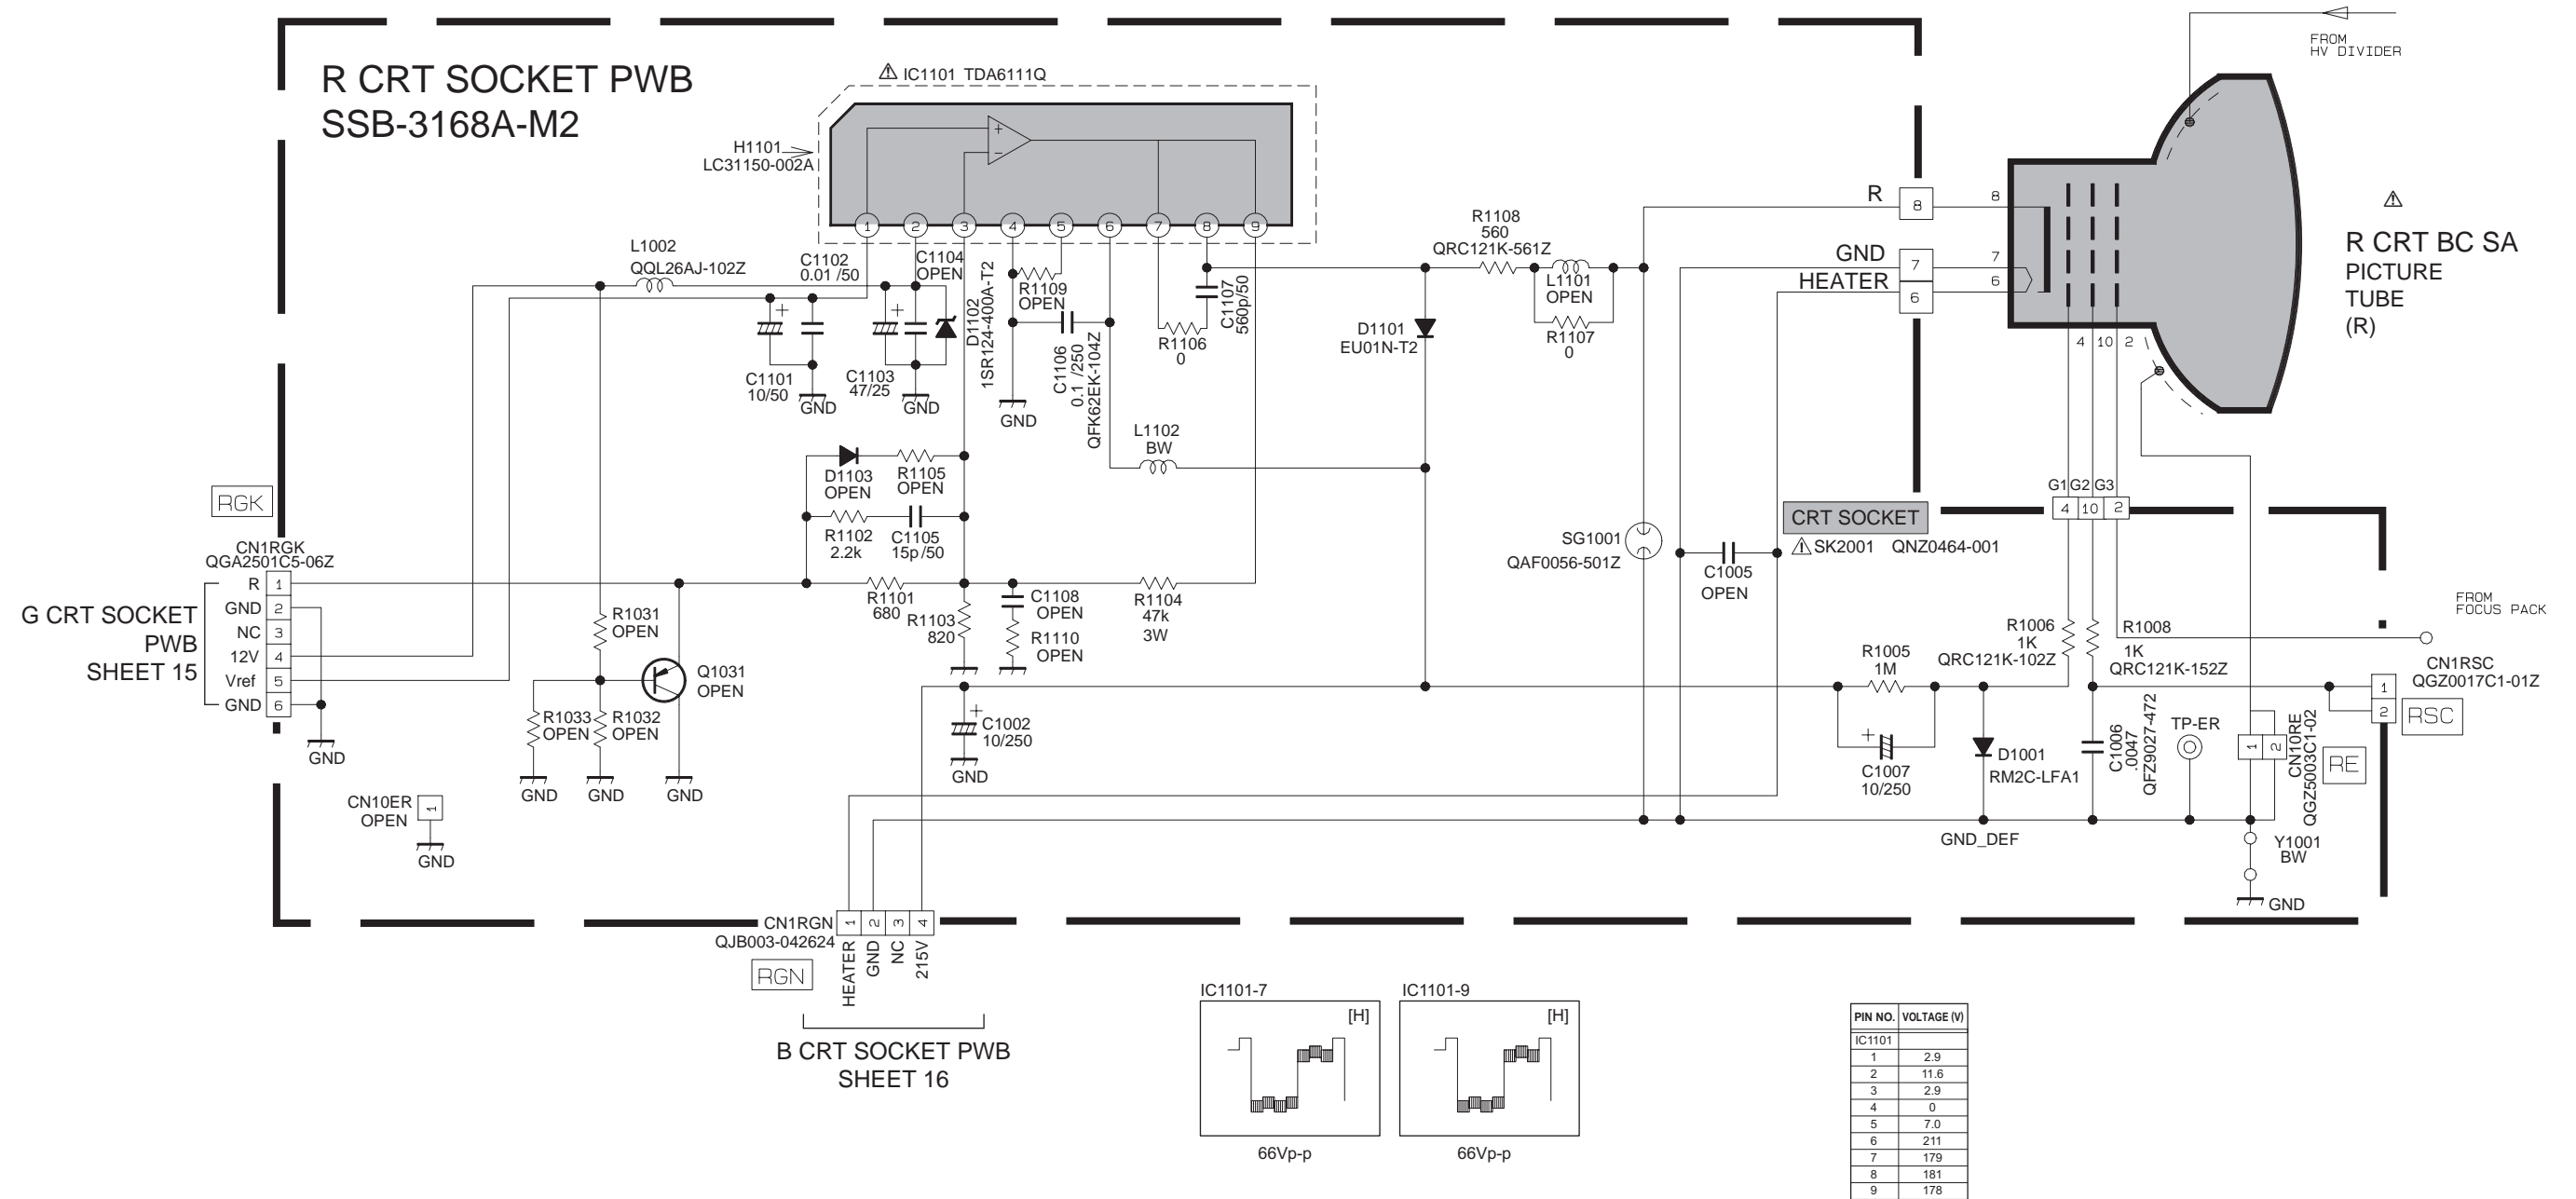 FROM
HV DIVIDER
R CRT SOCKET PWB
SSB-3168A-M2
⚠ IC1101 TDA6111Q
H1101
LC31150-002A
+
−
1 2 3 4 5 6 7 8 9
L1002
QQL26AJ-102Z
C1102
0.01 /50
C1104
OPEN
D1102
1SR124-400A-T2
R1109
OPEN
C1106
0.1 /250
QFK62EK-104Z
R1106
0
C1107
560p/50
+
C1101
10/50
GND
+
C1103
47/25
GND
GND
R1108
560
QRC121K-561Z
L1101
OPEN
R1107
0
D1101
EU01N-T2
L1102
BW
R
8
8
GND
7
7
HEATER
6
6
4 10 2
⚠
R CRT BC SA
PICTURE
TUBE
(R)
D1103
OPEN
R1105
OPEN
R1102
2.2k
C1105
15p/50
RGK
CN1RGK
QGA2501C5-06Z
R 1
GND 2
NC 3
12V 4
Vref 5
GND 6
G CRT SOCKET
PWB
SHEET 15
GND
R1031
OPEN
Q1031
OPEN
R1033
OPEN
R1032
OPEN
GND
GND
GND
R1101
680
R1103
820
C1108
OPEN
R1110
OPEN
R1104
47k
3W
+
C1002
10/250
GND
SG1001
QAF0056-501Z
C1005
OPEN
CRT SOCKET
⚠ SK2001 QNZ0464-001
G1 G2 G3
4 10 2
R1006
1K
QRC121K-102Z
R1008
1K
QRC121K-152Z
R1005
1M
+
C1007
10/250
D1001
RM2C-LFA1
C1006
.0047
QFZ9027-472
TP-ER
FROM
FOCUS PACK
CN1RSC
QGZ0017C1-01Z
1
2
RSC
1 2
CN10RE
QGZ5003C1-02
RE
GND_DEF
Y1001
BW
GND
CN10ER
OPEN
1
GND
CN1RGN
QJB003-042624
1 2 3 4
RGN
HEATER
GND
NC
215V
B CRT SOCKET PWB
SHEET 16
IC1101-7
[H]
66Vp-p
IC1101-9
[H]
66Vp-p
PIN NO. VOLTAGE (V)
IC1101
1 2.9
2 11.6
3 2.9
4 0
5 7.0
6 211
7 179
8 181
9 178